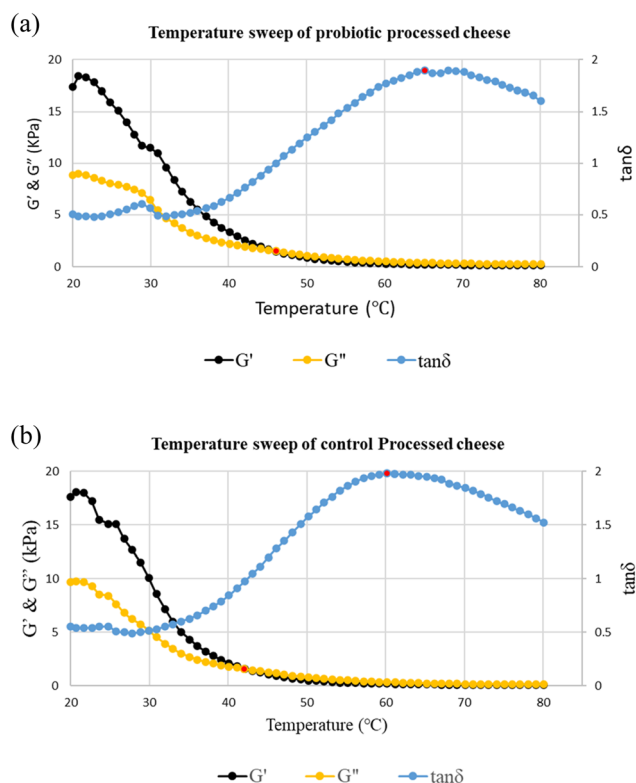 (a)
Temperature sweep of probiotic processed cheese
20
15
10
5
0
G' & G" (KPa)
2
1.5
1
0.5
0
tanδ
20 30 40 50 60 70 80
Temperature (℃)
G' G" tanδ
(b)
Temperature sweep of control Processed cheese
20
15
10
5
0
G' & G” (kPa)
2
1.5
1
0.5
0
tanδ
20 30 40 50 60 70 80
Temperature (℃)
G' G" tanδ